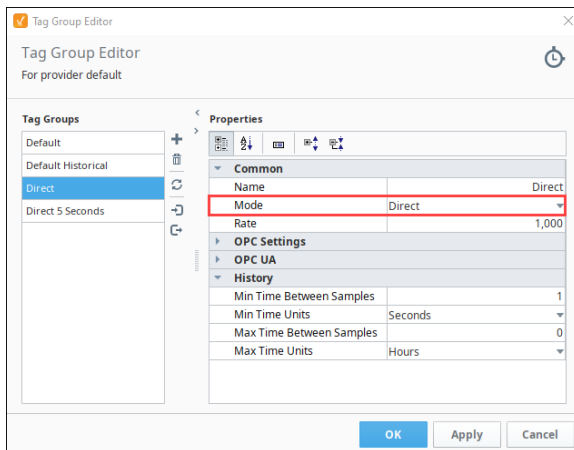 Tag Group Editor
Tag Group Editor
For provider default
Tag Groups
Default
Default Historical
Direct
Direct 5 Seconds
Properties
Common
Name Direct
Mode Direct
Rate 1,000
OPC Settings
OPC UA
History
Min Time Between Samples 1
Min Time Units Seconds
Max Time Between Samples 0
Max Time Units Hours
OK Apply Cancel